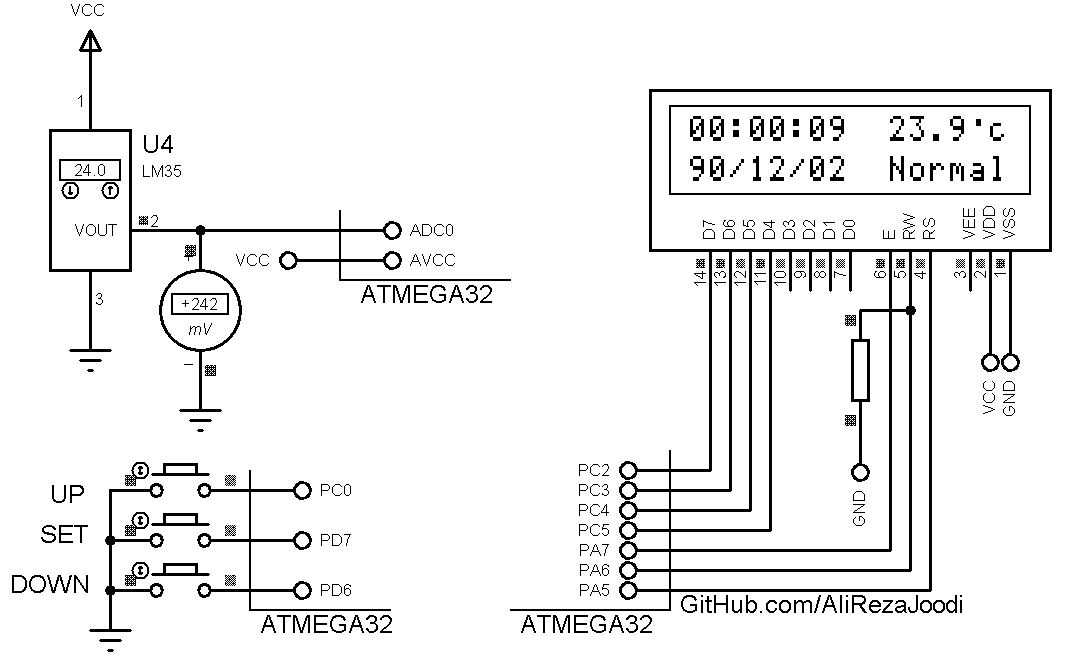 VCC
1
U4
24.0
LM35
VOUT
2
ADC0
VCC
AVCC
ATMEGA32
3
+242
mV
+
–
UP
PC0
SET
PD7
DOWN
PD6
ATMEGA32
00:00:09 23.9'c
90/12/02 Normal
D7 D6 D5 D4 D3 D2 D1 D0 E RW RS VEE VDD VSS
14 13 12 11 10 9 8 7 6 5 4 3 2 1
VCC GND
GND
PC2
PC3
PC4
PC5
PA7
PA6
PA5
GitHub.com/AliRezaJoodi
ATMEGA32